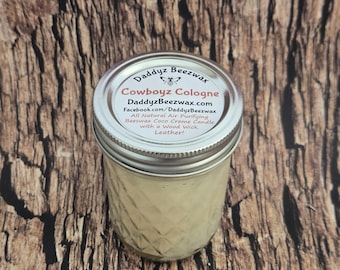 Daddyz Beezwax
Cowboyz Cologne
DaddyzBeezwax.com
Facebook.com/DaddyzBeezwax
All Natural Air Purifying
Beeswax Coco Creme Candle
with a Wood Wick
Leather!